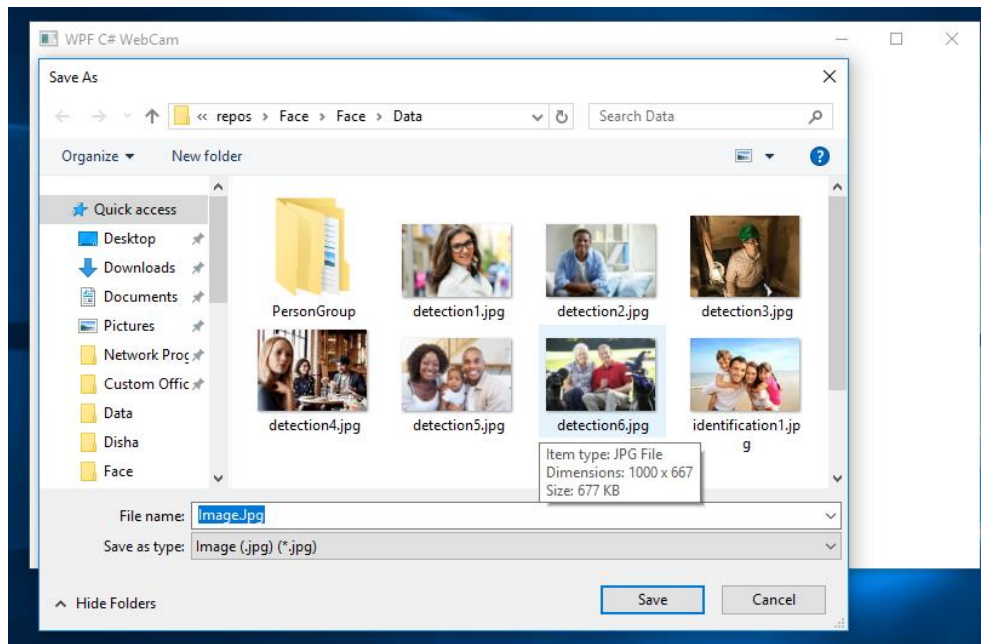 WPF C# WebCam
Save As
« repos › Face › Face › Data
Search Data
Organize
New folder
Quick access
Desktop
Downloads
Documents
Pictures
Network Prog
Custom Offic
Data
Disha
Face
PersonGroup
detection1.jpg
detection2.jpg
detection3.jpg
detection4.jpg
detection5.jpg
detection6.jpg
identification1.jp
g
Item type: JPG File
Dimensions: 1000 x 667
Size: 677 KB
File name: Image.Jpg
Save as type: Image (.jpg) (*.jpg)
Hide Folders
Save
Cancel